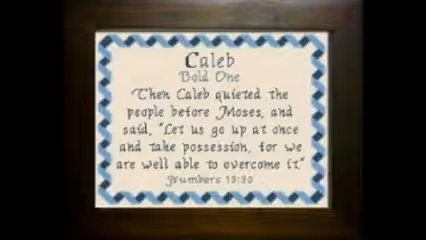 Caleb
Bold One
Then Caleb quieted the
people before Moses, and
said, "Let us go up at once
and take possession, for we
are well able to overcome it."
Numbers 13:30